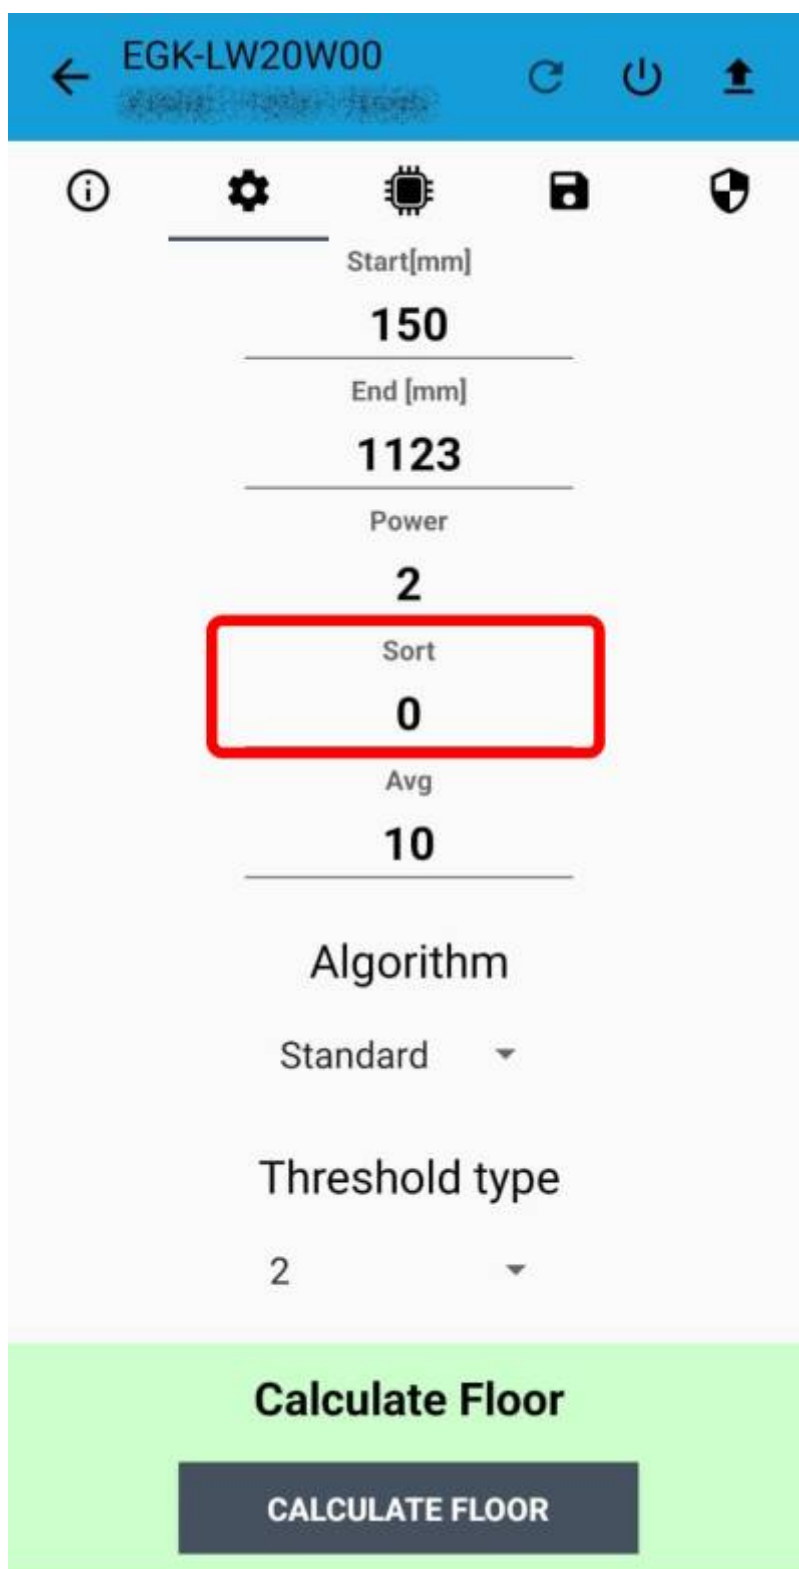 EGK-LW20W00
Start[mm]
150
End [mm]
1123
Power
2
Sort
0
Avg
10
Algorithm
Standard
Threshold type
2
Calculate Floor
CALCULATE FLOOR